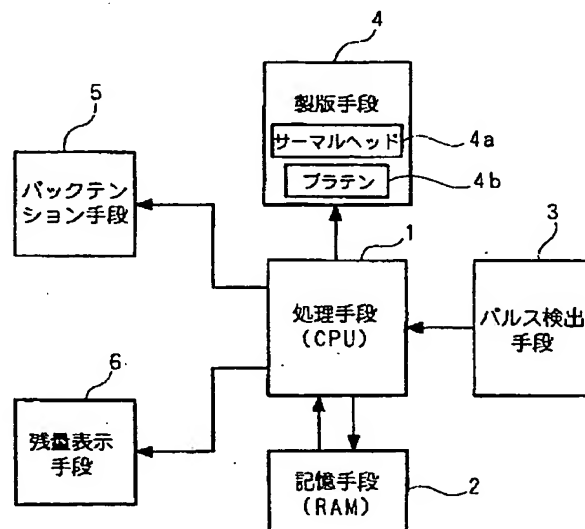 4
製版手段
サーマルヘッド
4a
プラテン
4b
5
バックテン
ション手段
1
処理手段
(CPU)
3
パルス検出
手段
6
残量表示
手段
記憶手段
(RAM)
2